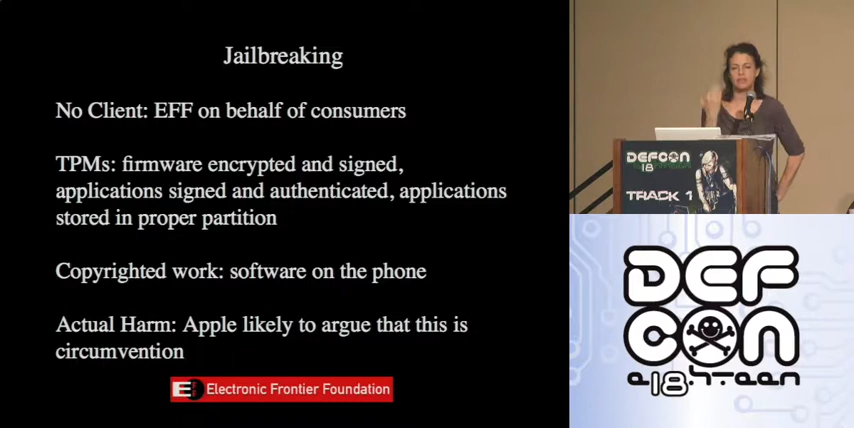 Jailbreaking
No Client: EFF on behalf of consumers
TPMs: firmware encrypted and signed,
applications signed and authenticated, applications
stored in proper partition
Copyrighted work: software on the phone
Actual Harm: Apple likely to argue that this is
circumvention
EFF Electronic Frontier Foundation
DEFCON
18
TRACK 1
DEF
CON
e18hteen